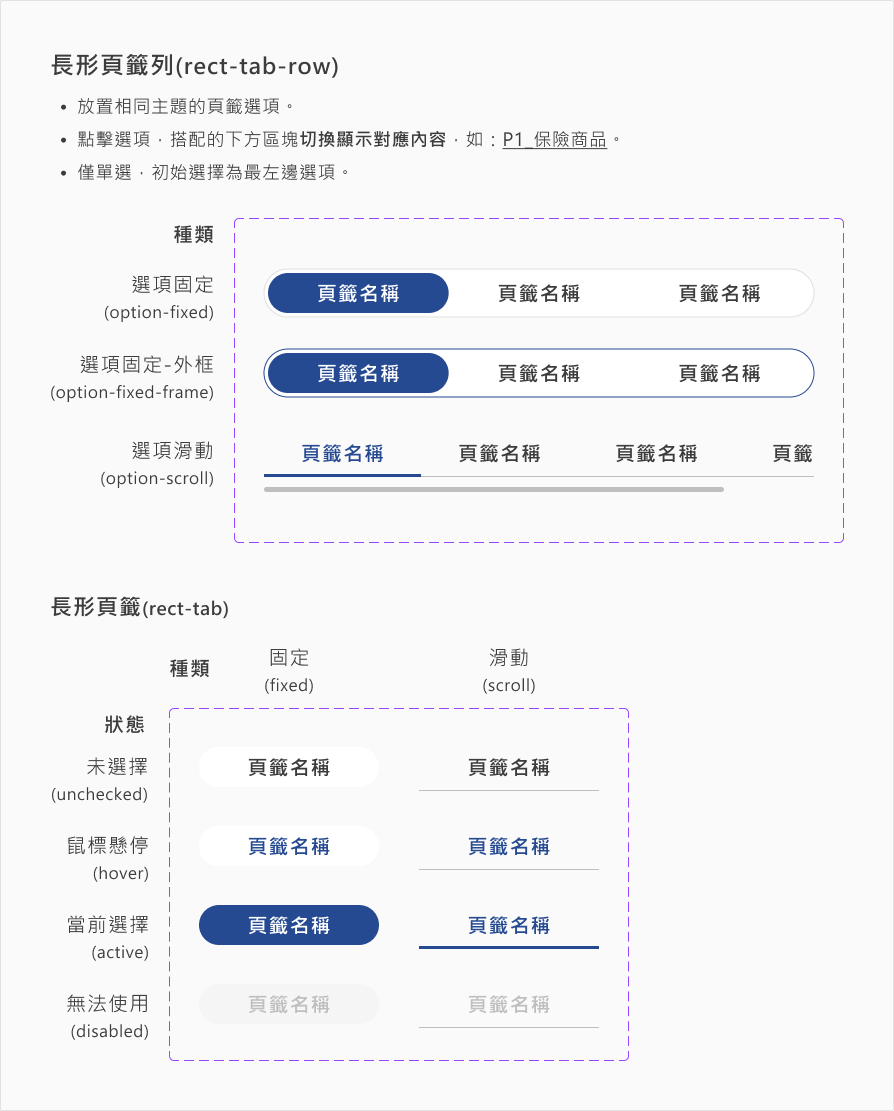 長形頁籤列(rect-tab-row)
• 放置相同主題的頁籤選項。
• 點擊選項，搭配的下方區塊切換顯示對應內容，如：P1_保險商品。
• 僅單選，初始選擇為最左邊選項。
種類
選項固定
(option-fixed)
頁籤名稱 頁籤名稱 頁籤名稱
選項固定-外框
(option-fixed-frame)
頁籤名稱 頁籤名稱 頁籤名稱
選項滑動
(option-scroll)
頁籤名稱 頁籤名稱 頁籤名稱 頁籤
長形頁籤(rect-tab)
種類
固定
(fixed)
滑動
(scroll)
狀態
未選擇
(unchecked)
頁籤名稱 頁籤名稱
鼠標懸停
(hover)
頁籤名稱 頁籤名稱
當前選擇
(active)
頁籤名稱 頁籤名稱
無法使用
(disabled)
頁籤名稱 頁籤名稱